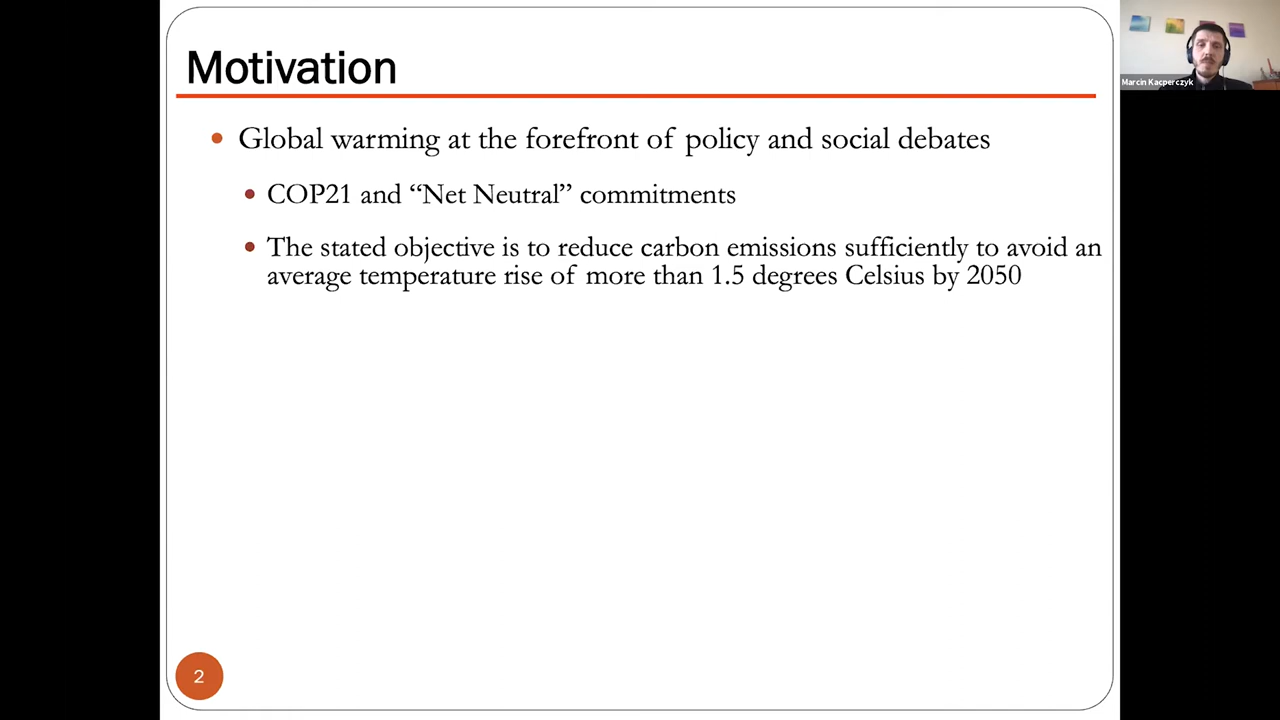 Motivation
Global warming at the forefront of policy and social debates
COP21 and “Net Neutral” commitments
The stated objective is to reduce carbon emissions sufficiently to avoid an
average temperature rise of more than 1.5 degrees Celsius by 2050
2
Marcin Kacperczyk